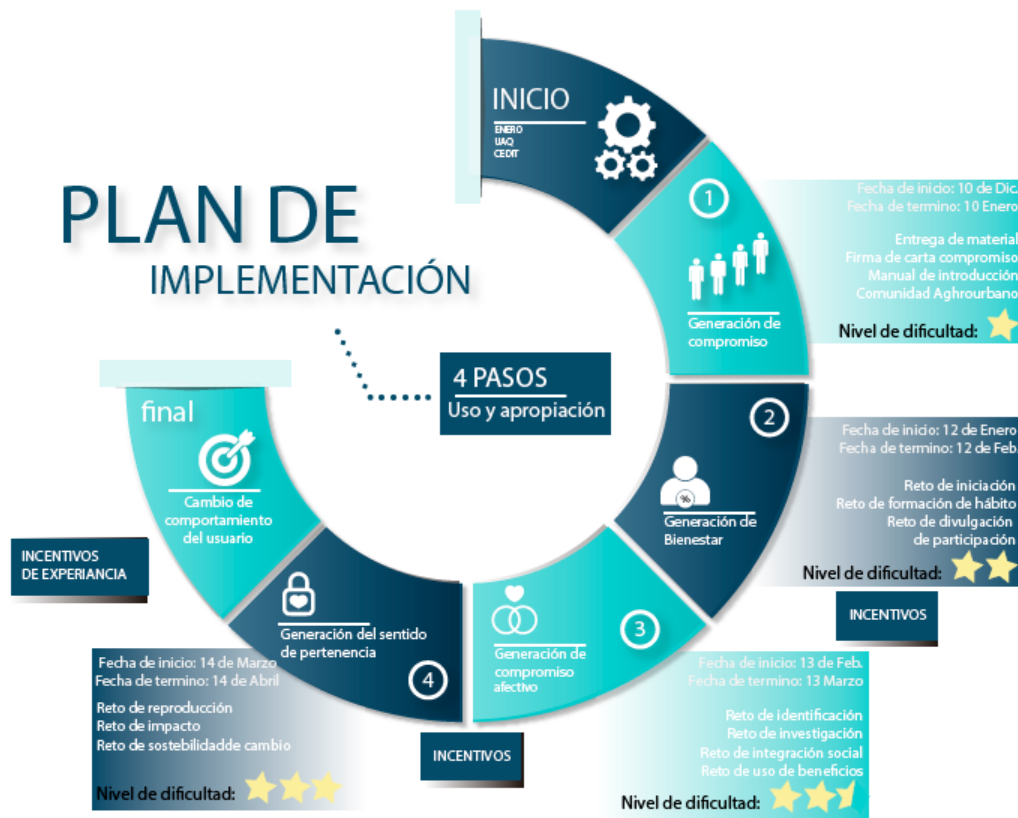 PLAN DE
IMPLEMENTACIÓN
4 PASOS
Uso y apropiación
INICIO
ENERO
UAQ
CEDIT
1
Generación de
compromiso
Fecha de inicio: 10 de Dic.
Fecha de termino: 10 Enero
Entrega de material
Firma de carta compromiso
Manual de introducción
Comunidad Aghrourbano
Nivel de dificultad:
2
Generación de
Bienestar
%
Fecha de inicio: 12 de Enero
Fecha de termino: 12 de Feb.
Reto de iniciación
Reto de formación de hábito
Reto de divulgación
de participación
Nivel de dificultad:
INCENTIVOS
3
Generación de
compromiso
afectivo
Fecha de inicio: 13 de Feb.
Fecha de termino: 13 Marzo
Reto de identificación
Reto de investigación
Reto de integración social
Reto de uso de beneficios
Nivel de dificultad:
INCENTIVOS
4
Generación del sentido
de pertenencia
Fecha de inicio: 14 de Marzo
Fecha de termino: 14 de Abril
Reto de reproducción
Reto de impacto
Reto de sostebilidadde cambio
Nivel de dificultad:
INCENTIVOS
DE EXPERIANCIA
final
Cambio de
comportamiento
del usuario